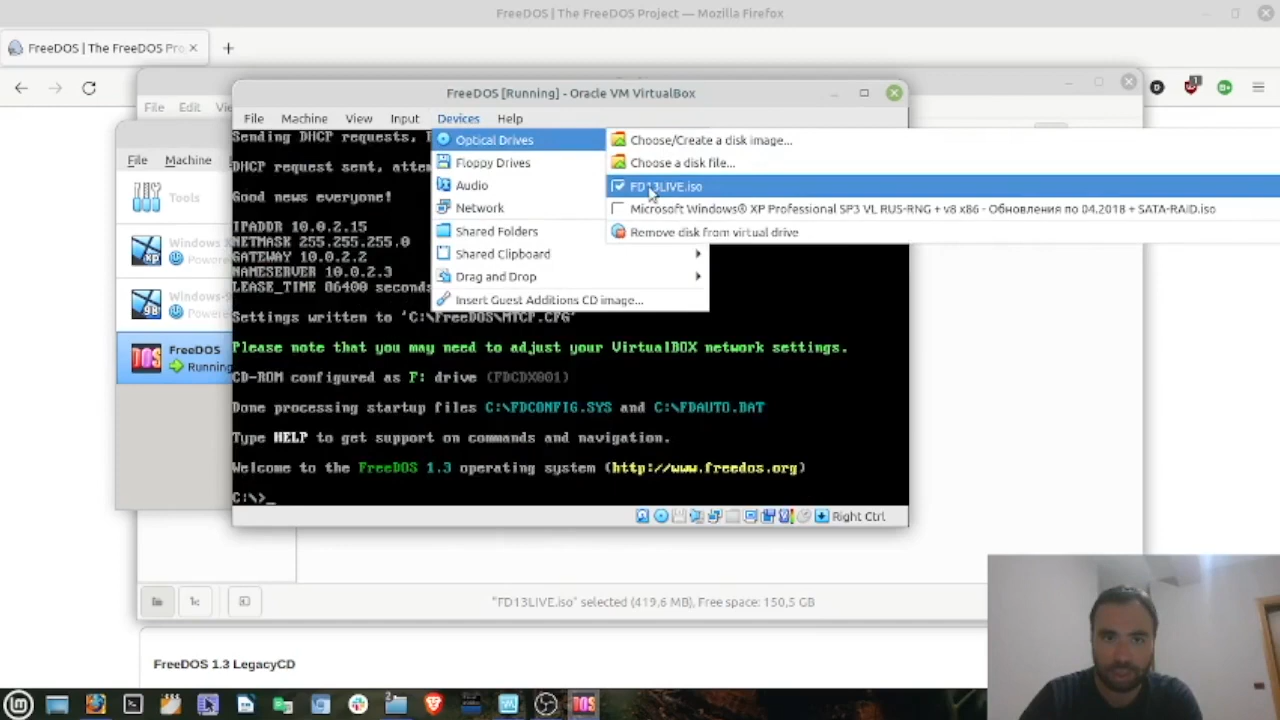 FreeDOS | The FreeDOS Project — Mozilla Firefox
FreeDOS | The FreeDOS Pro
File Edit Vie
FreeDOS [Running] - Oracle VM VirtualBox
File Machine View Input Devices Help
File Machine
Tools
Windows
Powere
Windows-
Powere
FreeDOS
Running
Optical Drives
Floppy Drives
Audio
Network
Shared Folders
Shared Clipboard
Drag and Drop
Insert Guest Additions CD image...
Choose/Create a disk image...
Choose a disk file...
FD13LIVE.iso
Microsoft Windows® XP Professional SP3 VL RUS-RNG + v8 x86 - Обновления по 04.2018 + SATA-RAID.iso
Remove disk from virtual drive
Sending DHCP requests,
DHCP request sent, atte
Good news everyone!
IPADDR 10.0.2.15
NETMASK 255.255.255.0
GATEWAY 10.0.2.2
NAMESERVER 10.0.2.3
LEASE_TIME 86400 seconds
Settings written to 'C:\FreeDOS\MTCP.CFG'
Please note that you may need to adjust your VirtualBOX network settings.
CD-ROM configured as F: drive (FDCDX001)
Done processing startup files C:\FDCONFIG.SYS and C:\FDAUTO.BAT
Type HELP to get support on commands and navigation.
Welcome to the FreeDOS 1.3 operating system (http://www.freedos.org)
C:\>_
Right Ctrl
"FD13LIVE.iso" selected (419,6 MB), Free space: 150,5 GB
FreeDOS 1.3 LegacyCD